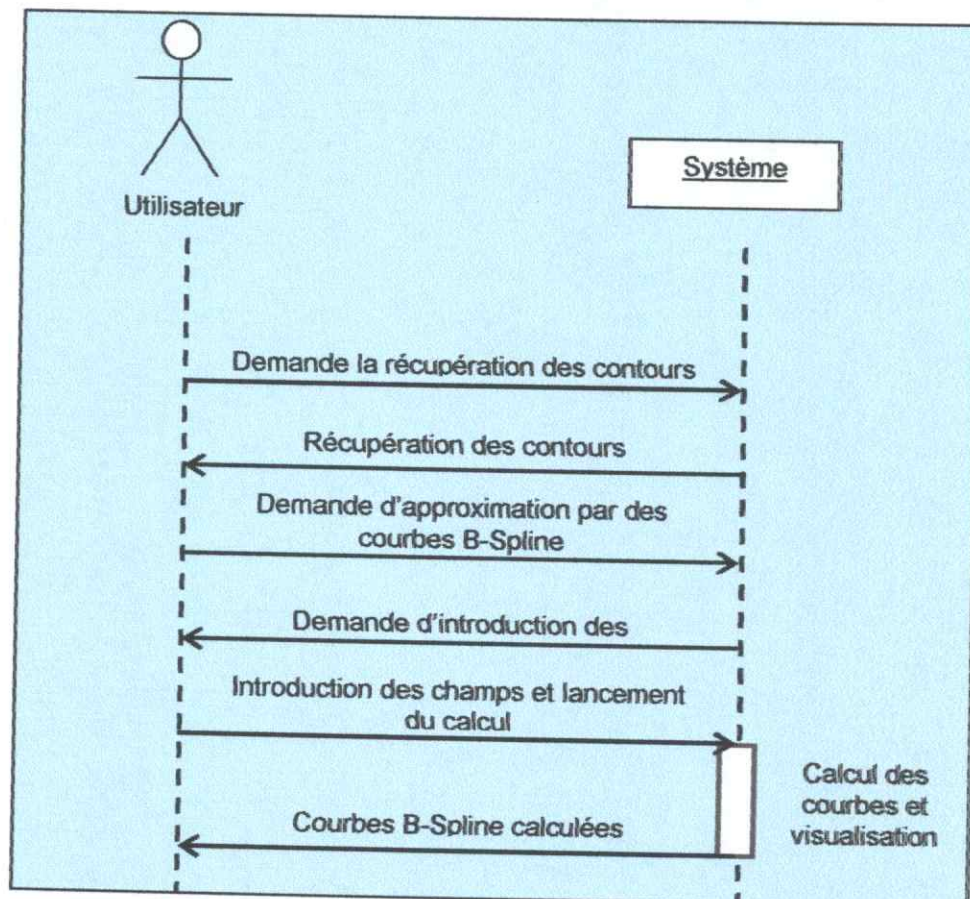 Utilisateur
Système
Demande la récupération des contours
Récupération des contours
Demande d'approximation par des
courbes B-Spline
Demande d'introduction des
Introduction des champs et lancement
du calcul
Calcul des
courbes et
visualisation
Courbes B-Spline calculées